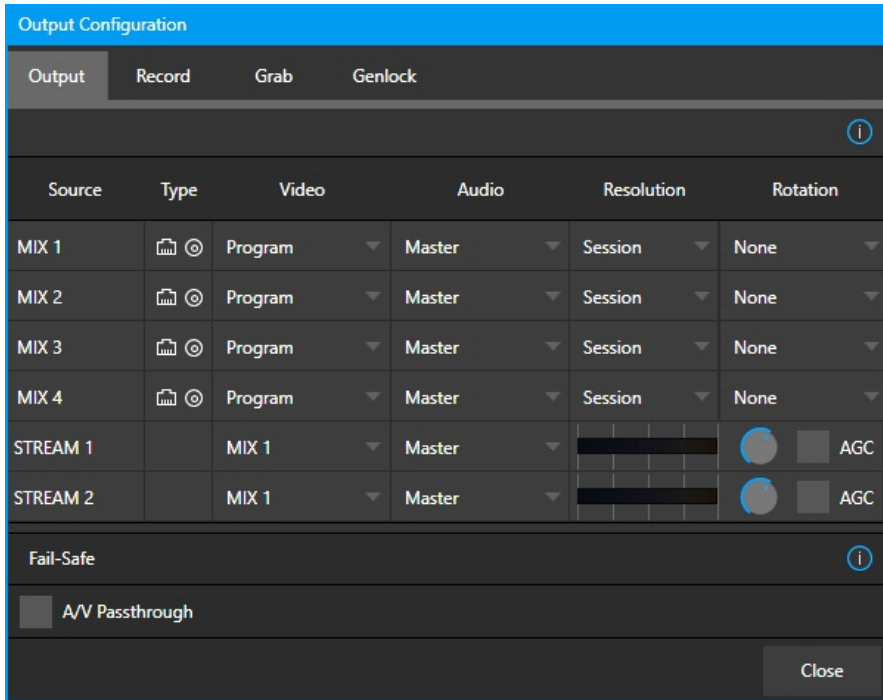 Output Configuration
Output Record Grab Genlock
Source Type Video Audio Resolution Rotation
MIX 1 Program Master Session None
MIX 2 Program Master Session None
MIX 3 Program Master Session None
MIX 4 Program Master Session None
STREAM 1 MIX 1 Master AGC
STREAM 2 MIX 1 Master AGC
Fail-Safe
A/V Passthrough
Close